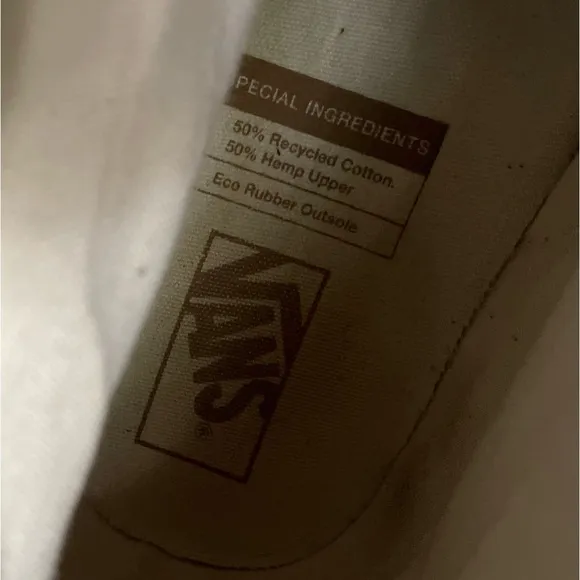 PECIAL INGREDIENTS
50% Recycled Cotton.
50% Hemp Upper
Eco Rubber Outsole
VANS
®